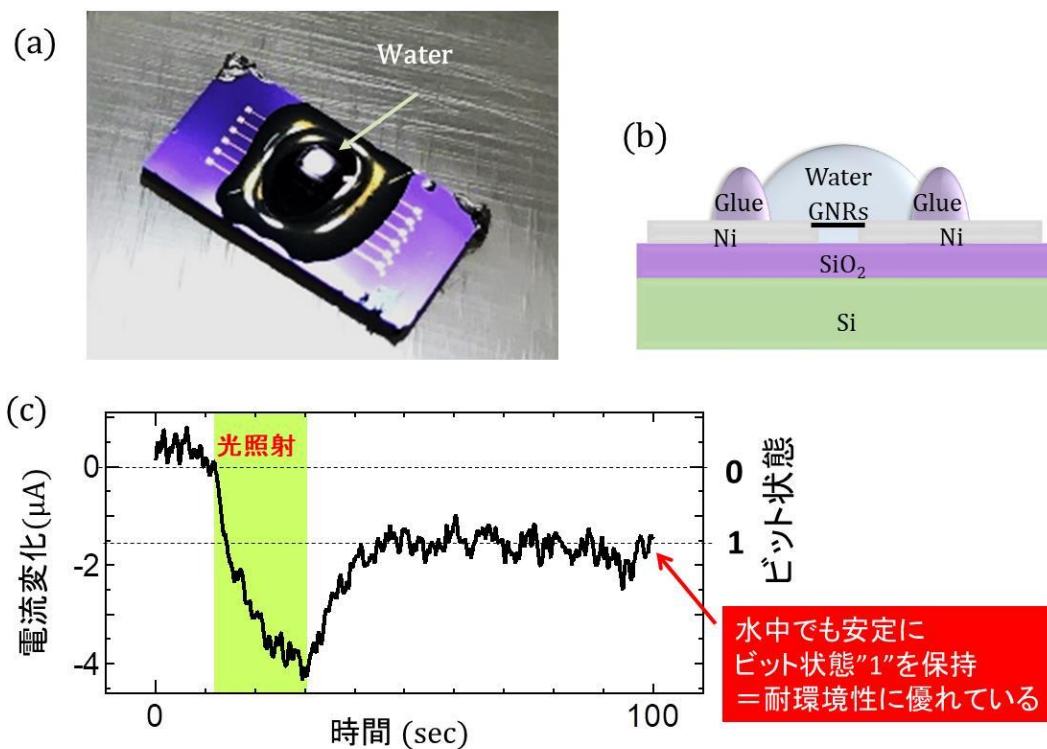 (a)
Water
(b)
Water
Glue
GNRs
Glue
Ni
Ni
SiO₂
Si
(c)
電流変化(μA)
0
-2
-4
光照射
0
100
時間 (sec)
0
1
ビット状態
水中でも安定に
ビット状態”1”を保持
＝耐環境性に優れている